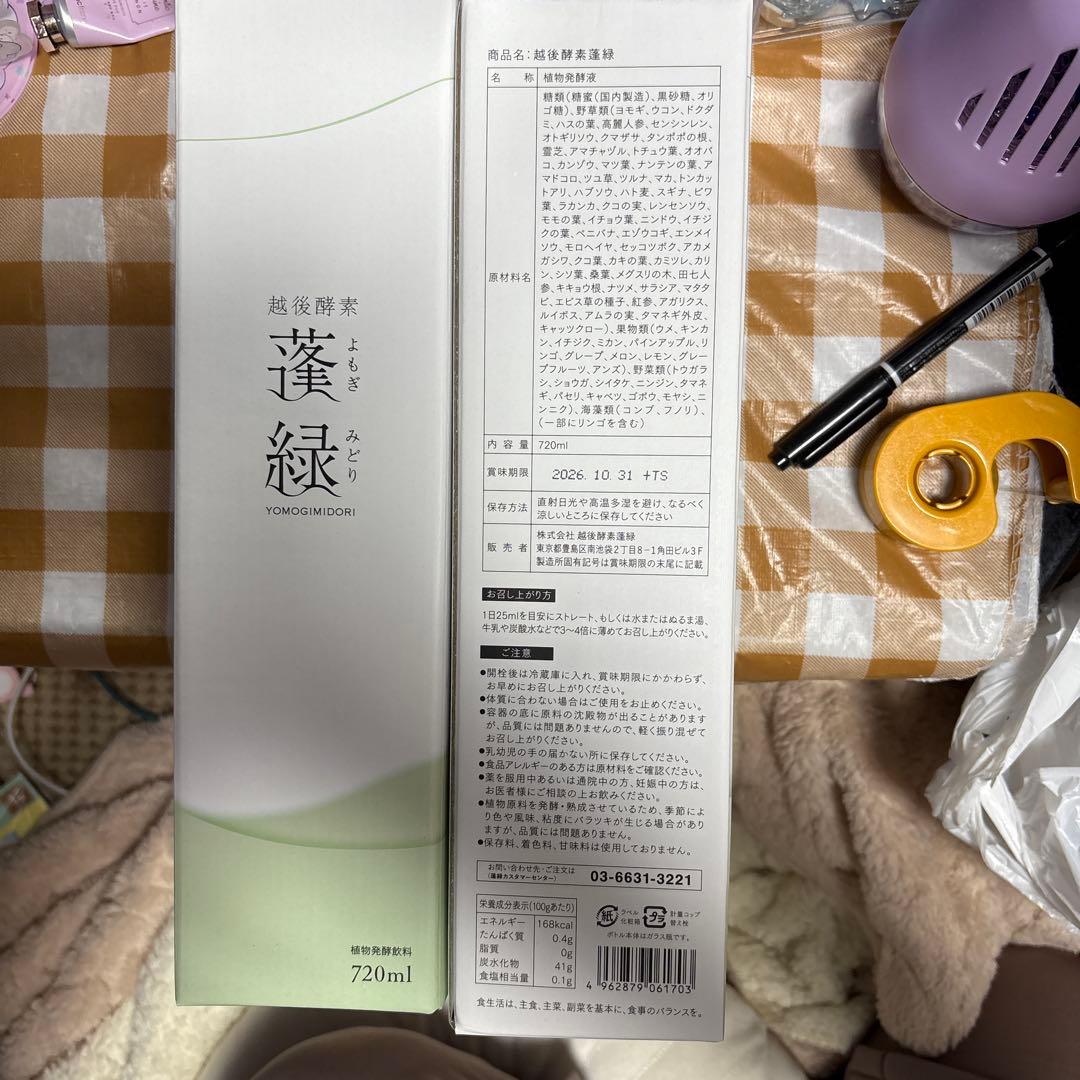 越後酵素
蓬緑
よもぎ
みどり
YOMOGIMIDORI
植物発酵飲料
720ml
商品名：越後酵素蓬緑
名 称 植物発酵液
原材料名
糖類（糖蜜（国内製造）、黒砂糖、オリ
ゴ糖）、野草類（ヨモギ、ウコン、ドクダ
ミ、ハスの葉、高麗人参、センシンレン、
オトギリソウ、クマザサ、タンポポの根、
霊芝、アマチャヅル、トチュウ葉、オオバ
コ、カンゾウ、マツ葉、ナンテンの葉、ア
マドコロ、ツユ草、ツルナ、マカ、トンカッ
トアリ、ハブソウ、ハト麦、スギナ、ビワ
葉、ラカンカ、クコの実、レンセンソウ、
モモの葉、イチョウ葉、ニンドウ、イチジ
クの葉、ベニバナ、エゾウコギ、エンメイ
ソウ、モロヘイヤ、セッコツボク、アカメ
ガシワ、クコ葉、カキの葉、カミツレ、カリ
ン、シソ葉、桑葉、メグスリの木、田七人
参、キキョウ根、ナツメ、サラシア、マタタ
ビ、エビス草の種子、紅参、アガリクス、
ルイボス、アムラの実、タマネギ外皮、
キャッツクロー）、果物類（ウメ、キンカ
ン、イチジク、ミカン、パインアップル、リ
ンゴ、グレープ、メロン、レモン、グレー
プフルーツ、アンズ）、野菜類（トウガラ
シ、ショウガ、シイタケ、ニンジン、タマネ
ギ、パセリ、キャベツ、ゴボウ、モヤシ、ニ
ンニク）、海藻類（コンブ、フノリ）、
（一部にリンゴを含む）
内容量 720ml
賞味期限 2026. 10. 31 +TS
保存方法 直射日光や高温多湿を避け、なるべく
涼しいところに保存してください
販売者 株式会社 越後酵素蓬緑
東京都豊島区南池袋2丁目8-1角田ビル3F
製造所固有記号は賞味期限の末尾に記載
お召し上がり方
1日25mlを目安にストレート、もしくは水またはぬるま湯、
牛乳や炭酸水などで3〜4倍に薄めてお召し上がりください。
ご注意
●開栓後は冷蔵庫に入れ、賞味期限にかかわらず、
お早めにお召し上がりください。
●体質に合わない場合はご使用をお止めください。
●容器の底に原料の沈殿物が出ることがあります
が、品質には問題ありませんので、軽く振り混ぜて
お召し上がりください。
●乳幼児の手の届かない所に保存してください。
●食品アレルギーのある方は原材料をご確認ください。
●薬を服用中あるいは通院中の方、妊娠中の方は、
お医者様にご相談の上お飲みください。
●植物原料を発酵・熟成させているため、季節によ
り色や風味、粘度にバラツキが生じる場合があり
ますが、品質には問題ありません。
●保存料、着色料、甘味料は使用しておりません。
お問い合わせ先・ご注文は
（蓬緑カスタマーセンター）
03-6631-3221
栄養成分表示（100gあたり）
エネルギー 168kcal
たんぱく質 0.4g
脂質 0g
炭水化物 41g
食塩相当量 0.1g
紙
ラベル
化粧箱
プラ
計量コップ
替え栓
ボトル本体はガラス瓶です。
4 962879 061703
食生活は、主食、主菜、副菜を基本に、食事のバランスを。